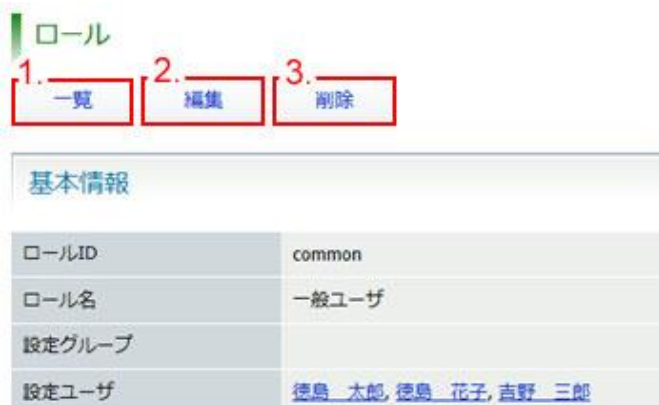 ロール
1. 2. 3.
一覧 編集 削除
基本情報
ロールID common
ロール名 一般ユーザ
設定グループ
設定ユーザ 徳島　太郎, 徳島　花子, 吉野　三郎